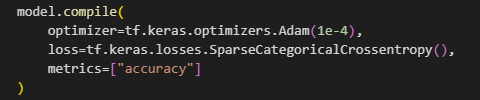 model.compile(
    optimizer=tf.keras.optimizers.Adam(1e-4),
    loss=tf.keras.losses.SparseCategoricalCrossentropy(),
    metrics=["accuracy"]
)